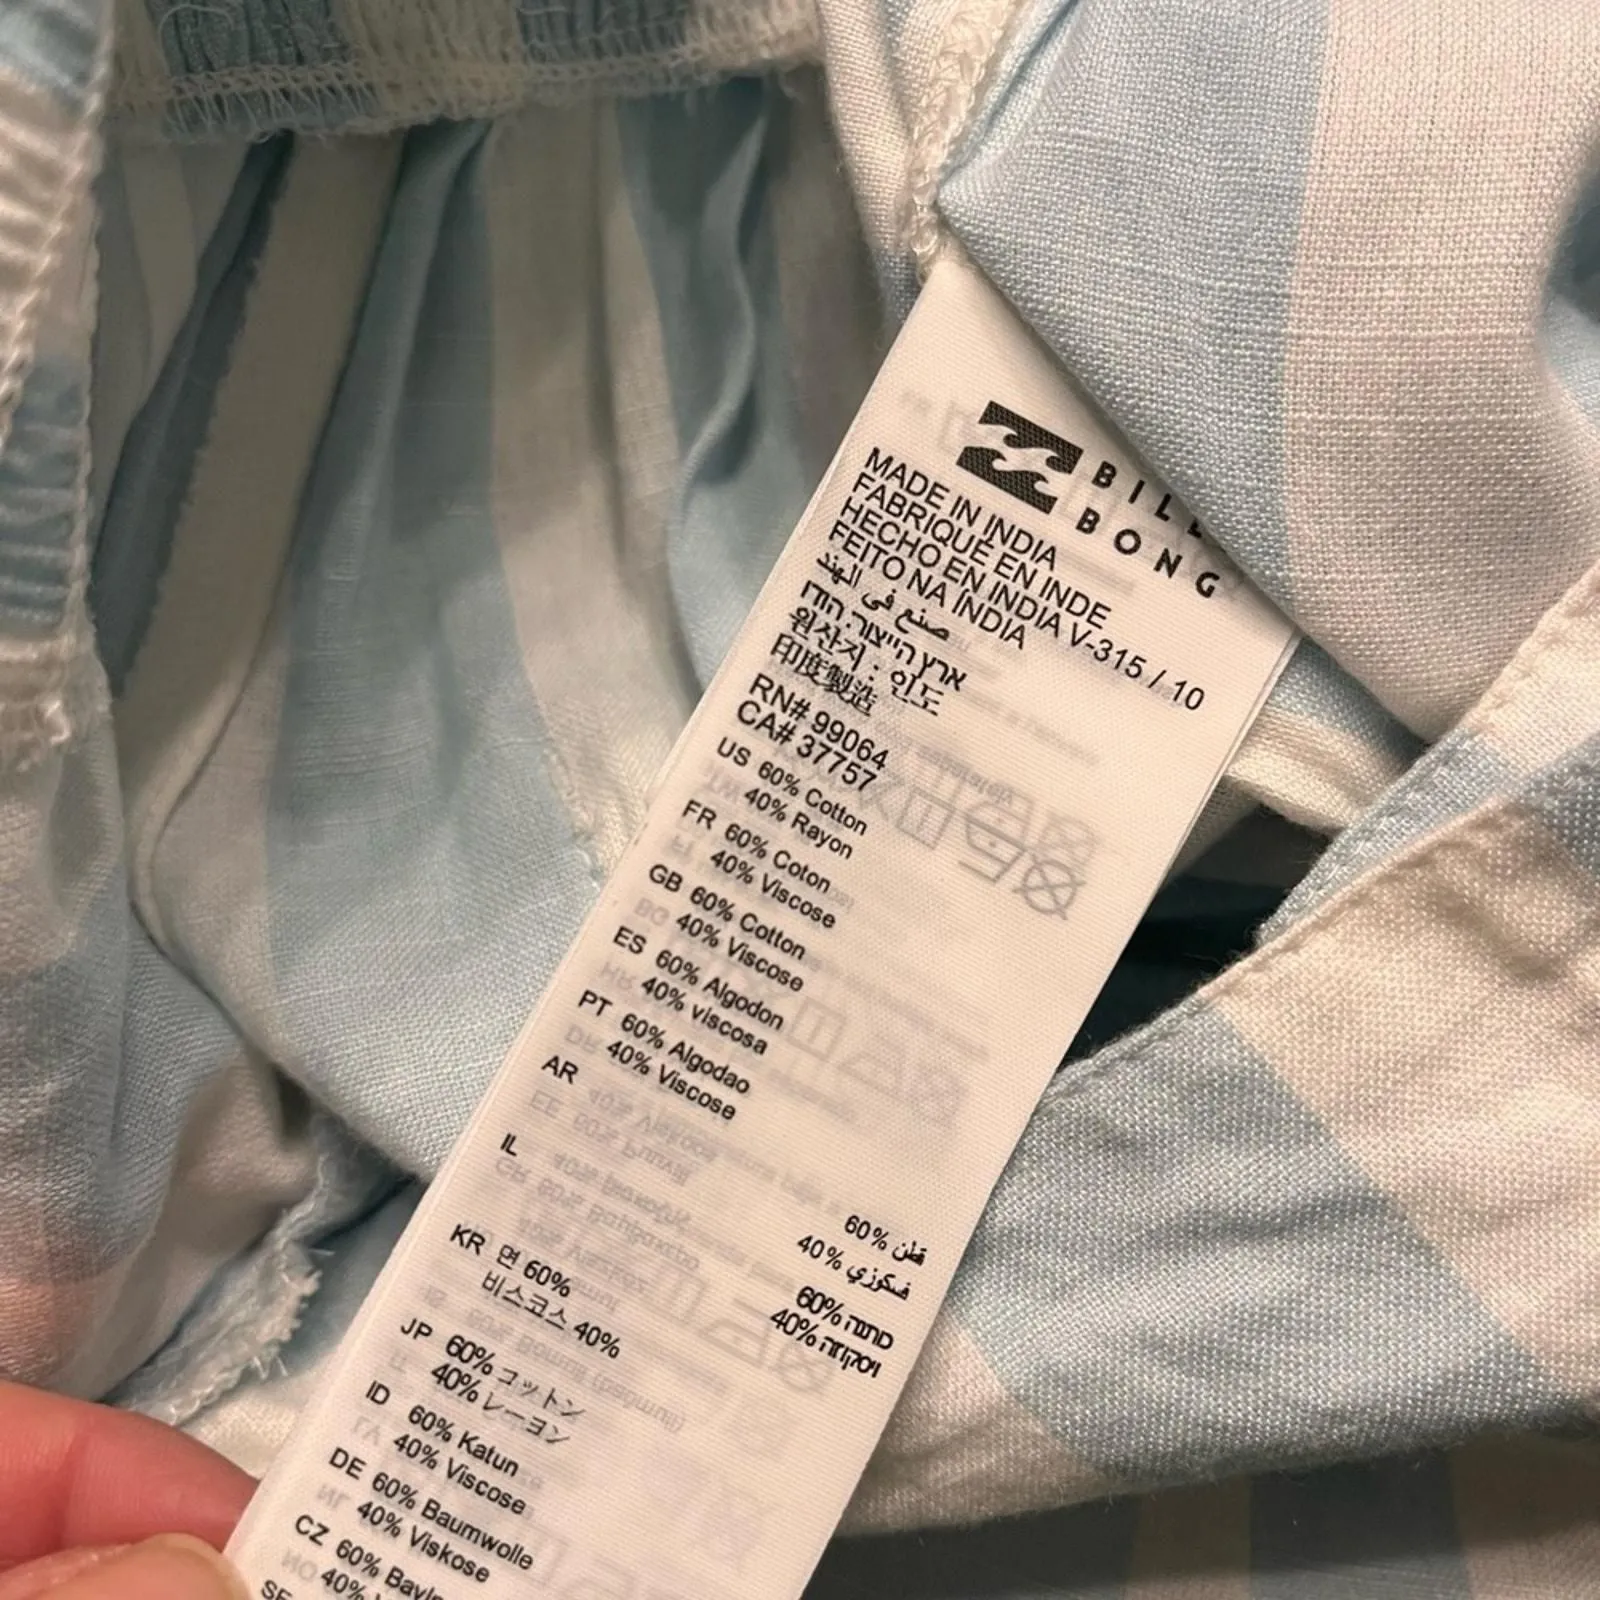 BILL
BONG
MADE IN INDIA
FABRIQUÉ EN INDE
HECHO EN INDIA V-315 / 10
FEITO NA ÍNDIA
صنع في الهند
ארץ הייצור: הודו
원산지 : 인도
印度製造
RN# 99064
CA# 37757
US 60% Cotton
40% Rayon
FR 60% Coton
40% Viscose
GB 60% Cotton
40% Viscose
ES 60% Algodon
40% viscosa
PT 60% Algodao
40% Viscose
AR
60% قطن
40% فسكوزي
IL
60% כותנה
40% ויסקוזה
KR 면 60%
비스코스 40%
JP 60% コットン
40% レーヨン
ID 60% Katun
40% Viscose
DE 60% Baumwolle
40% Viskose
CZ 60%
40%